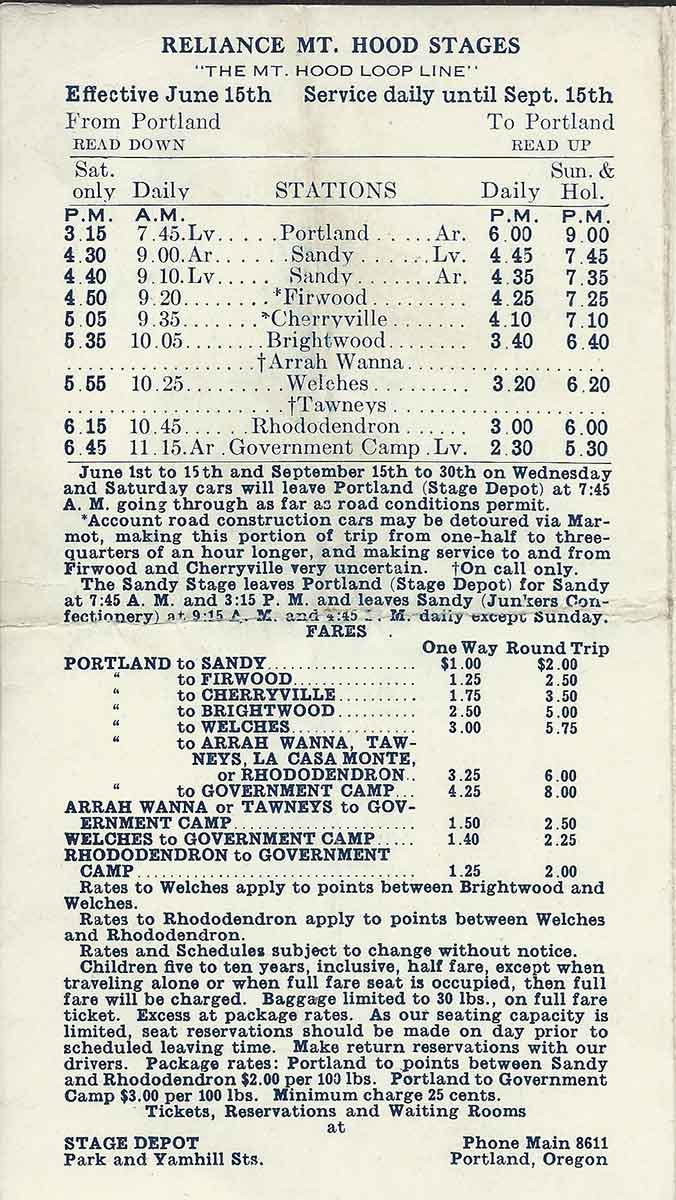 RELIANCE MT. HOOD STAGES
"THE MT. HOOD LOOP LINE"
Effective June 15th Service daily until Sept. 15th
From Portland To Portland
READ DOWN READ UP
Sat. only Daily STATIONS Daily Sun. & Hol.
P.M. A.M. P.M. P.M.
3.15 7.45.Lv......Portland......Ar. 6.00 9.00
4.30 9.00.Ar......Sandy......Lv. 4.45 7.45
4.40 9.10.Lv......Sandy......Ar. 4.35 7.35
4.50 9.20........*Firwood......... 4.25 7.25
5.05 9.35.......*Cherryville....... 4.10 7.10
5.35 10.05.......Brightwood........ 3.40 6.40
.................†Arrah Wanna..................
5.55 10.25.........Welches......... 3.20 6.20
....................†Tawneys....................
6.15 10.45......Rhododendron...... 3.00 6.00
6.45 11.15.Ar.Government Camp.Lv. 2.30 5.30
June 1st to 15th and September 15th to 30th on Wednesday
and Saturday cars will leave Portland (Stage Depot) at 7:45
A. M. going through as far as road conditions permit.
*Account road construction cars may be detoured via Mar-
mot, making this portion of trip from one-half to three-
quarters of an hour longer, and making service to and from
Firwood and Cherryville very uncertain. †On call only.
The Sandy Stage leaves Portland (Stage Depot) for Sandy
at 7:45 A. M. and 3:15 P. M. and leaves Sandy (Junkers Con-
fectionery) at 9:15 A. M. and 4:45 P. M. daily except Sunday.
FARES
One Way Round Trip
PORTLAND to SANDY................... $1.00 $2.00
" to FIRWOOD............... 1.25 2.50
" to CHERRYVILLE.......... 1.75 3.50
" to BRIGHTWOOD.......... 2.50 5.00
" to WELCHES................ 3.00 5.75
" to ARRAH WANNA, TAW-
NEYS, LA CASA MONTE,
or RHODODENDRON.. 3.25 6.00
" to GOVERNMENT CAMP... 4.25 8.00
ARRAH WANNA or TAWNEYS to GOV-
ERNMENT CAMP....................... 1.50 2.50
WELCHES to GOVERNMENT CAMP..... 1.40 2.25
RHODODENDRON to GOVERNMENT
CAMP................................... 1.25 2.00
Rates to Welches apply to points between Brightwood and
Welches.
Rates to Rhododendron apply to points between Welches
and Rhododendron.
Rates and Schedules subject to change without notice.
Children five to ten years, inclusive, half fare, except when
traveling alone or when full fare seat is occupied, then full
fare will be charged. Baggage limited to 30 lbs., on full fare
ticket. Excess at package rates. As our seating capacity is
limited, seat reservations should be made on day prior to
scheduled leaving time. Make return reservations with our
drivers. Package rates: Portland to points between Sandy
and Rhododendron $2.00 per 100 lbs. Portland to Government
Camp $3.00 per 100 lbs. Minimum charge 25 cents.
Tickets, Reservations and Waiting Rooms
at
STAGE DEPOT Phone Main 8611
Park and Yamhill Sts. Portland, Oregon